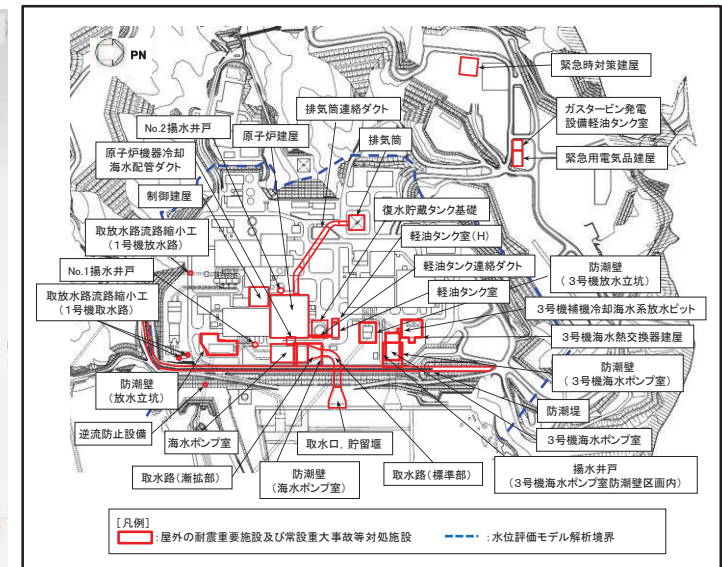 PN
緊急時対策建屋
ガスタービン発電
設備軽油タンク室
緊急用電気品建屋
排気筒連絡ダクト
No.2揚水井戸
原子炉建屋
排気筒
原子炉機器冷却
海水配管ダクト
制御建屋
復水貯蔵タンク基礎
軽油タンク室(H)
取放水路流路縮小工
(1号機放水路)
軽油タンク連絡ダクト
防潮壁
(3号機放水立坑)
No.1揚水井戸
軽油タンク室
取放水路流路縮小工
(1号機取水路)
3号機補機冷却海水系放水ピット
3号機海水熱交換器建屋
防潮壁
(放水立坑)
防潮壁
(3号機海水ポンプ室)
防潮堤
逆流防止設備
海水ポンプ室
取水口,貯留堰
3号機海水ポンプ室
取水路(漸拡部)
防潮壁
(海水ポンプ室)
取水路(標準部)
揚水井戸
(3号機海水ポンプ室防潮壁区画内)
[凡例]
:屋外の耐震重要施設及び常設重大事故等対処施設
:水位評価モデル解析境界